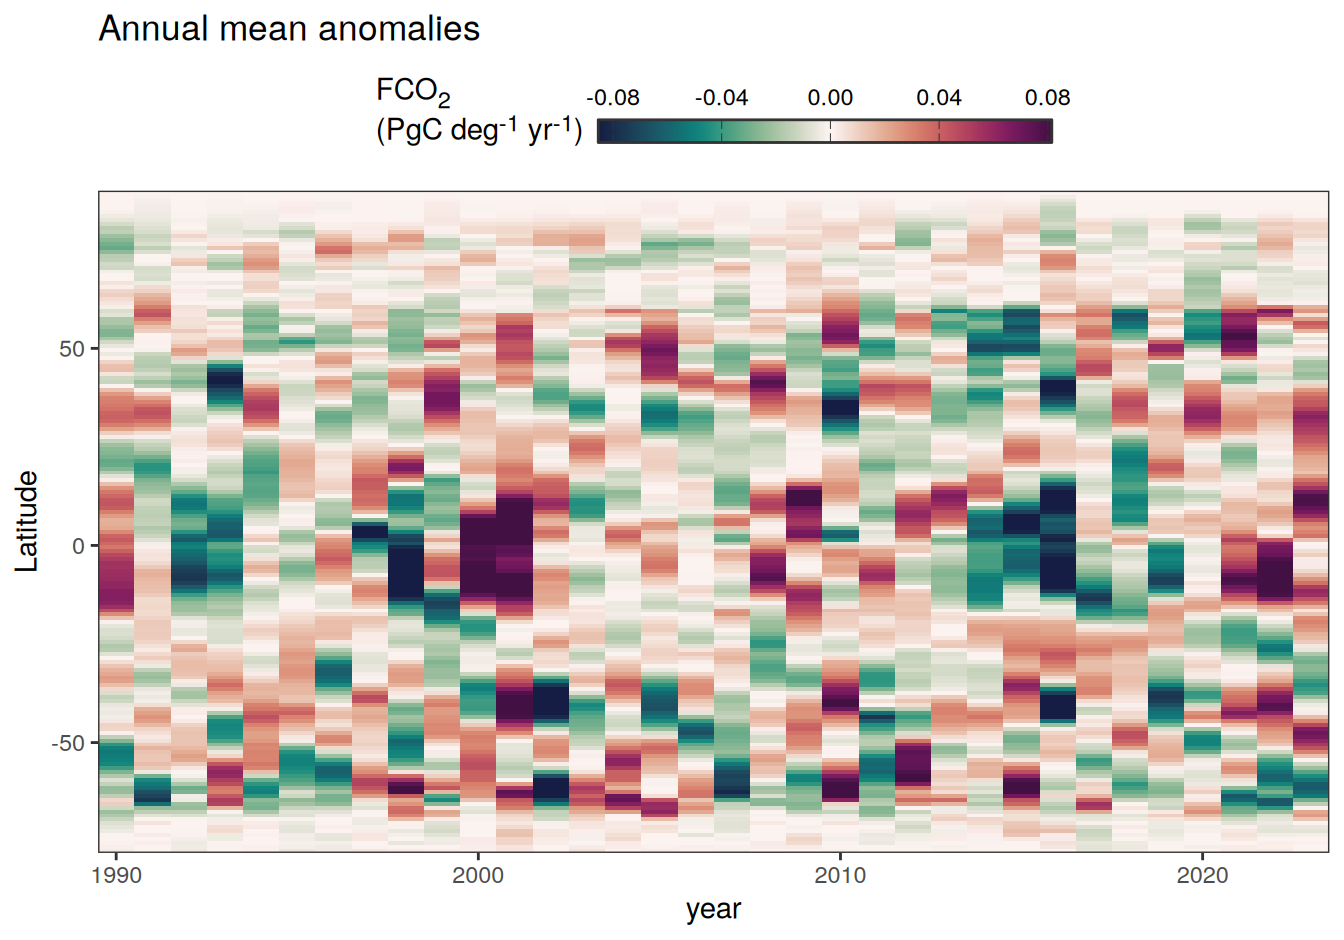 Annual mean anomalies
FCO₂
(PgC deg⁻¹ yr⁻¹)
-0.08 -0.04 0.00 0.04 0.08
Latitude
50
0
-50
1990 2000 2010 2020
year